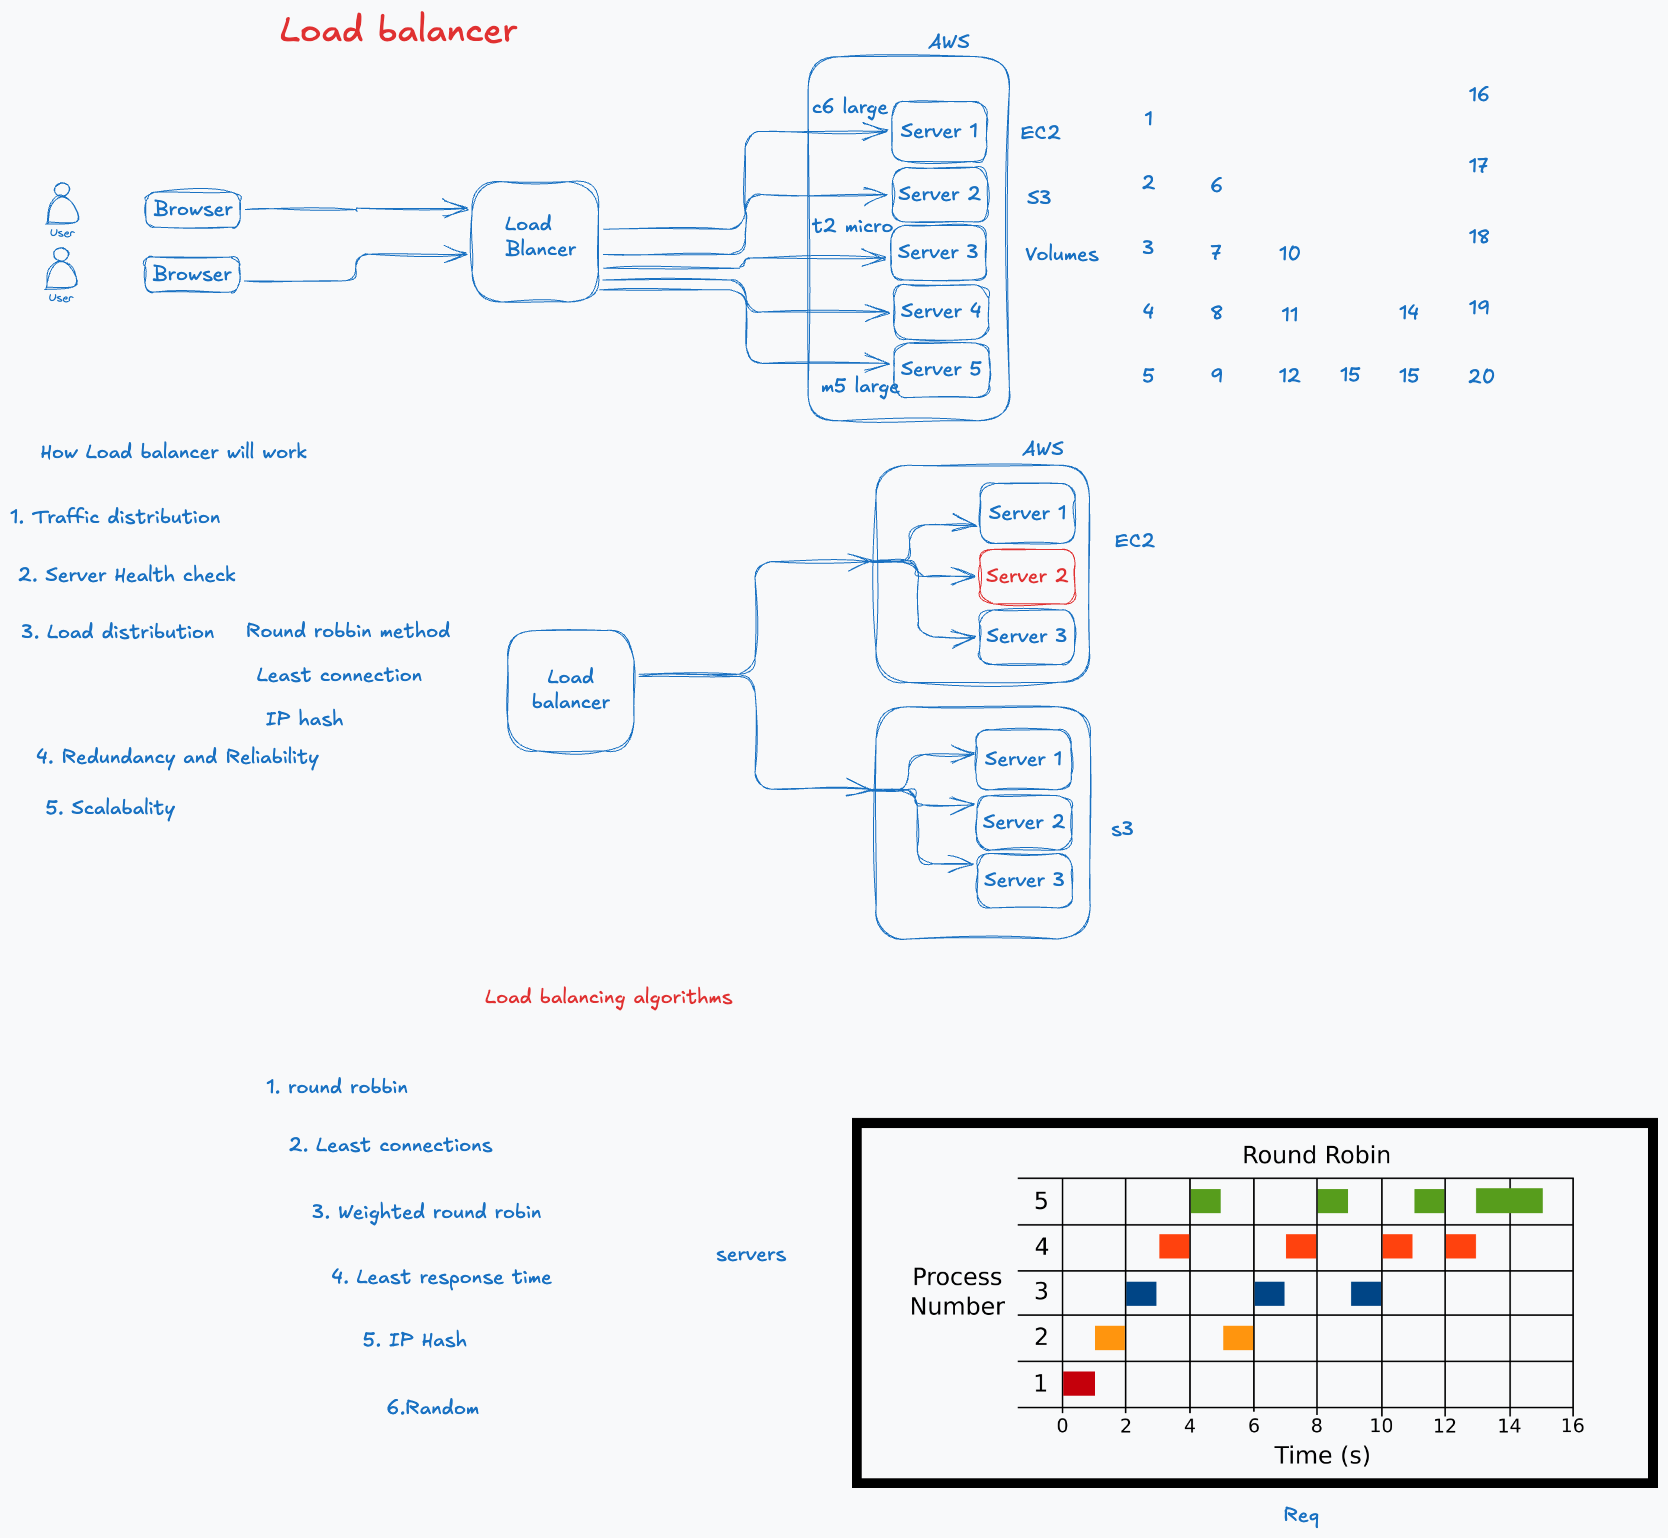 Load balancer
AWS
c6 large
Server 1
EC2
Server 2
S3
t2 micro
Server 3
Volumes
Server 4
Server 5
m5 large
User
Browser
User
Browser
Load
Blancer
1
16
2
6
17
3
7
10
18
4
8
11
14
19
5
9
12
15
15
20
How Load balancer will work
1. Traffic distribution
2. Server Health check
3. Load distribution
Round robbin method
Least connection
IP hash
4. Redundancy and Reliability
5. Scalabality
Load
balancer
AWS
Server 1
Server 2
Server 3
EC2
Server 1
Server 2
Server 3
s3
Load balancing algorithms
1. round robbin
2. Least connections
3. Weighted round robin
4. Least response time
5. IP Hash
6.Random
servers
Round Robin
Process
Number
5
4
3
2
1
0 2 4 6 8 10 12 14 16
Time (s)
Req